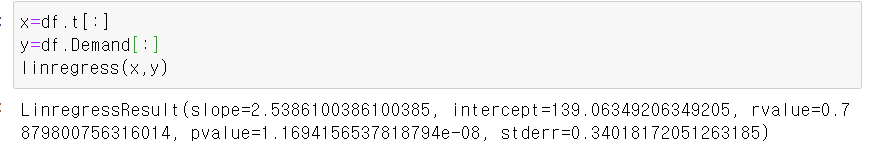 x=df.t[:]
y=df.Demand[:]
linregress(x,y)
LinregressResult(slope=2.5386100386100385, intercept=139.06349206349205, rvalue=0.7
879800756316014, pvalue=1.1694156537818794e-08, stderr=0.34018172051263185)